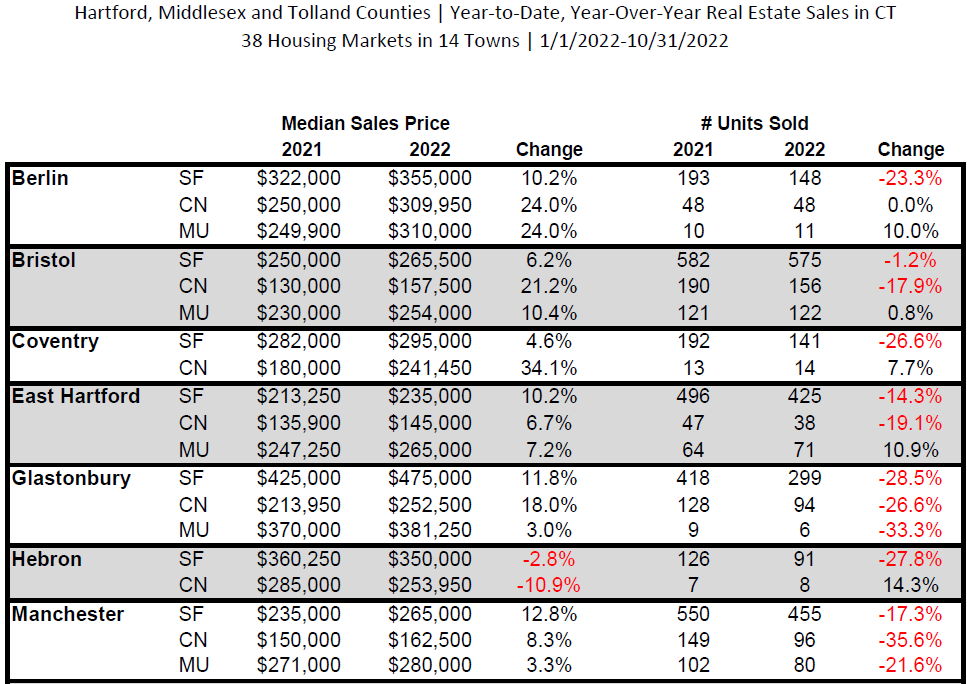 Hartford, Middlesex and Tolland Counties | Year-to-Date, Year-Over-Year Real Estate Sales in CT
38 Housing Markets in 14 Towns | 1/1/2022-10/31/2022
Median Sales Price # Units Sold
2021 2022 Change 2021 2022 Change
Berlin SF $322,000 $355,000 10.2% 193 148 -23.3%
CN $250,000 $309,950 24.0% 48 48 0.0%
MU $249,900 $310,000 24.0% 10 11 10.0%
Bristol SF $250,000 $265,500 6.2% 582 575 -1.2%
CN $130,000 $157,500 21.2% 190 156 -17.9%
MU $230,000 $254,000 10.4% 121 122 0.8%
Coventry SF $282,000 $295,000 4.6% 192 141 -26.6%
CN $180,000 $241,450 34.1% 13 14 7.7%
East Hartford SF $213,250 $235,000 10.2% 496 425 -14.3%
CN $135,900 $145,000 6.7% 47 38 -19.1%
MU $247,250 $265,000 7.2% 64 71 10.9%
Glastonbury SF $425,000 $475,000 11.8% 418 299 -28.5%
CN $213,950 $252,500 18.0% 128 94 -26.6%
MU $370,000 $381,250 3.0% 9 6 -33.3%
Hebron SF $360,250 $350,000 -2.8% 126 91 -27.8%
CN $285,000 $253,950 -10.9% 7 8 14.3%
Manchester SF $235,000 $265,000 12.8% 550 455 -17.3%
CN $150,000 $162,500 8.3% 149 96 -35.6%
MU $271,000 $280,000 3.3% 102 80 -21.6%